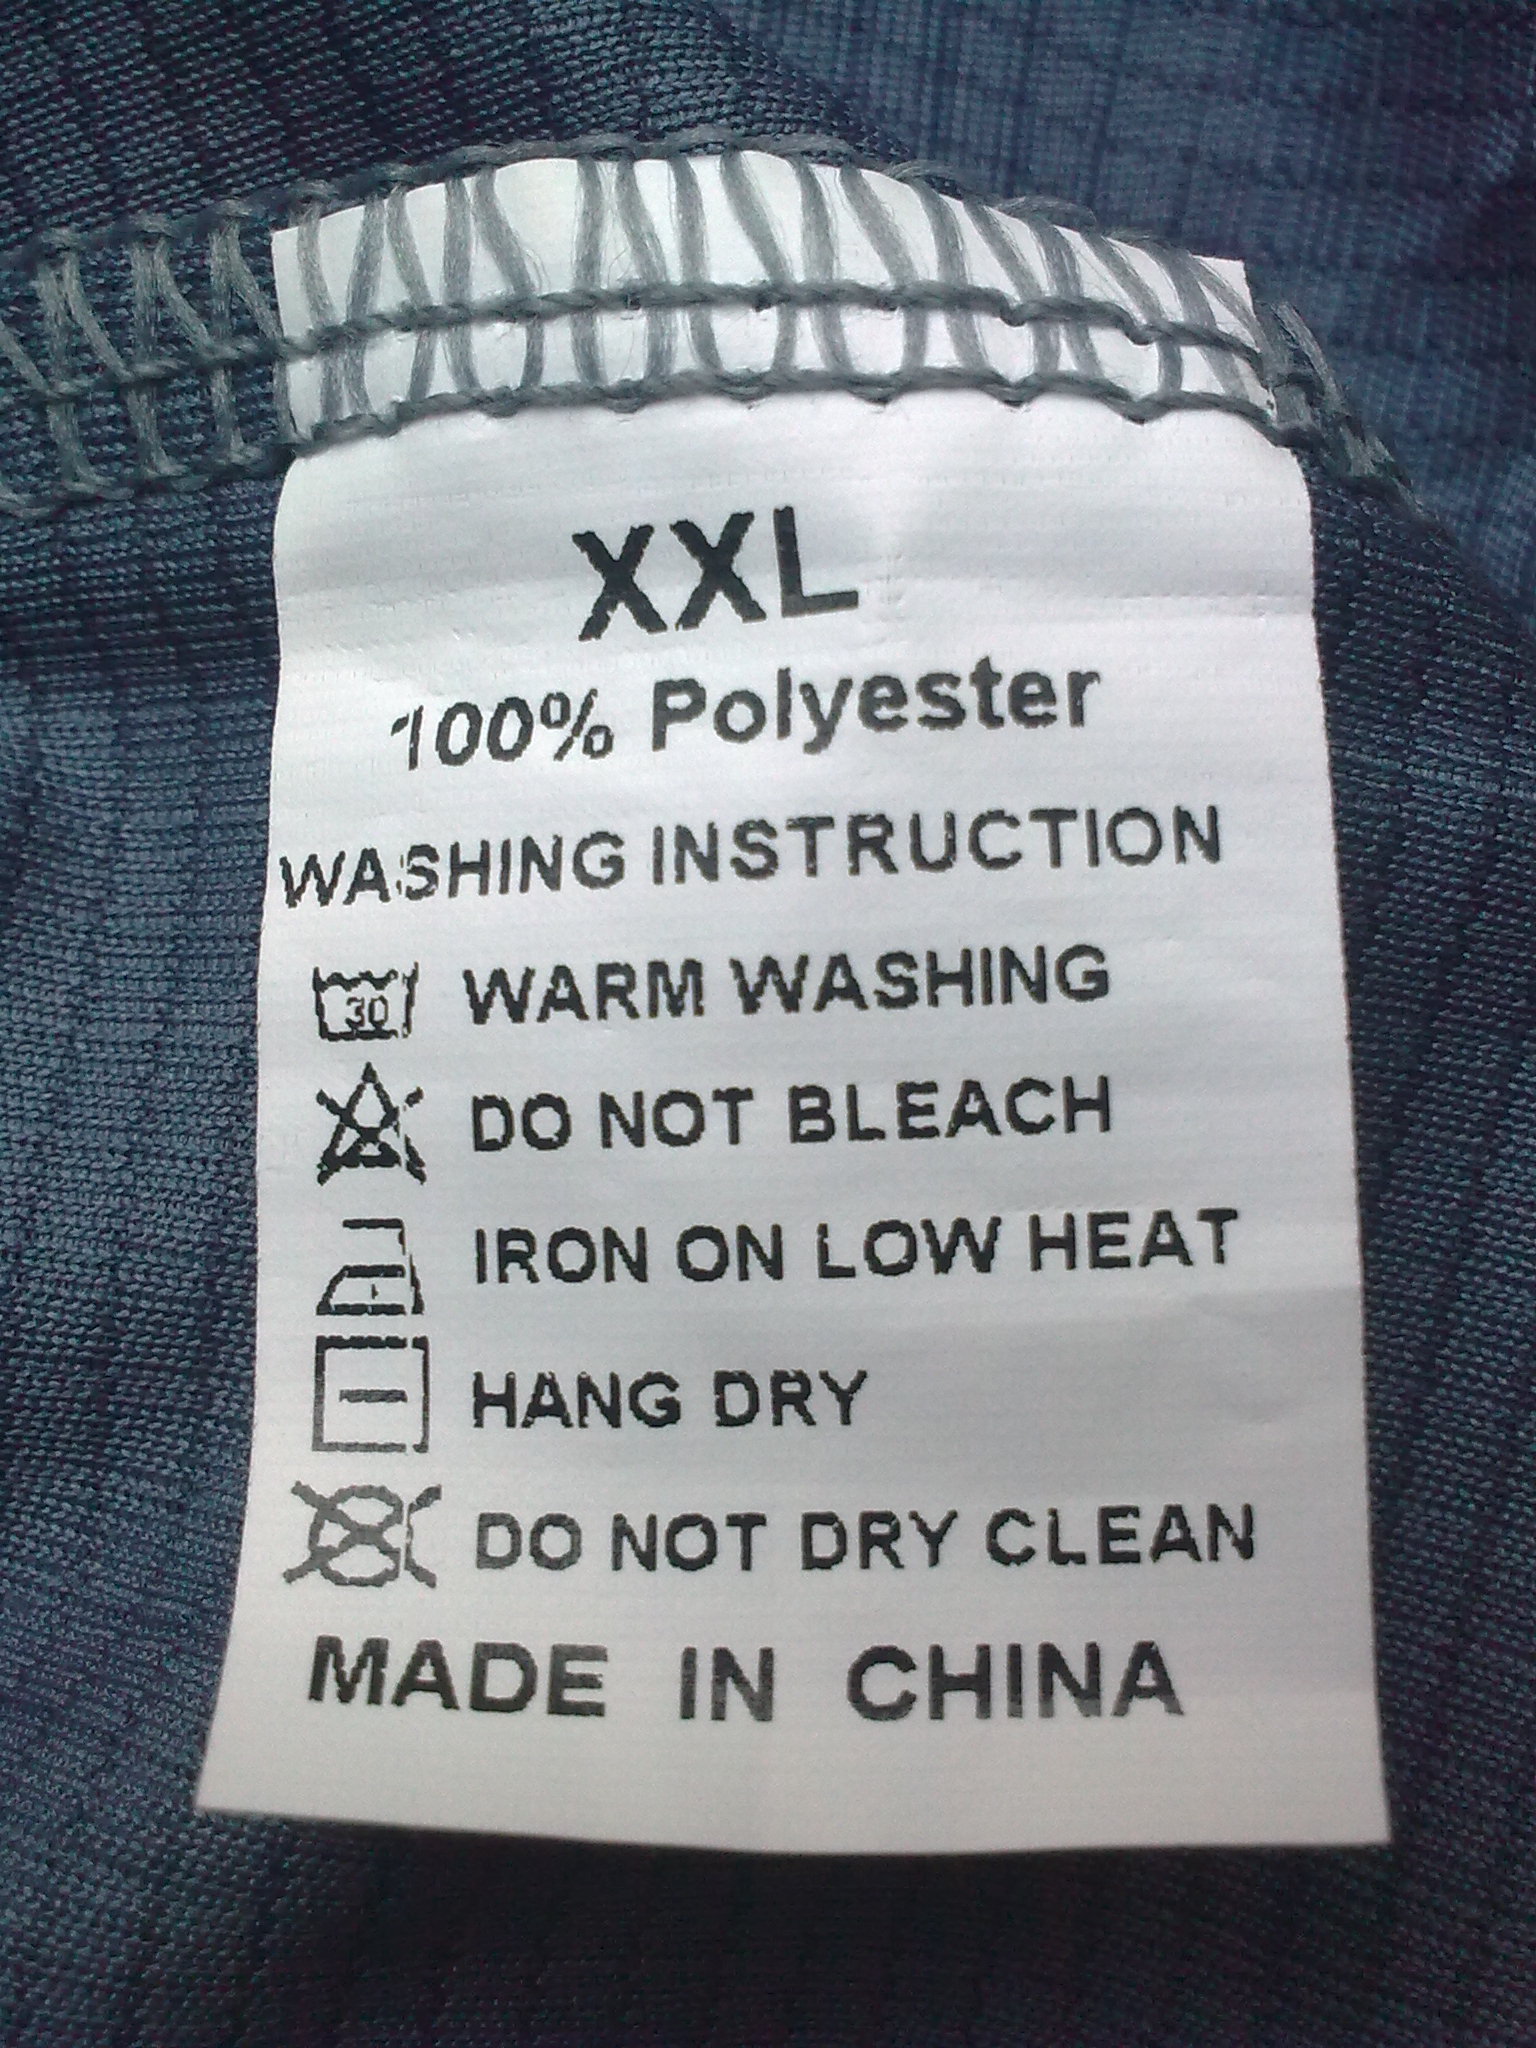 XXL
100% Polyester
WASHING INSTRUCTION
30 WARM WASHING
DO NOT BLEACH
IRON ON LOW HEAT
HANG DRY
DO NOT DRY CLEAN
MADE IN CHINA